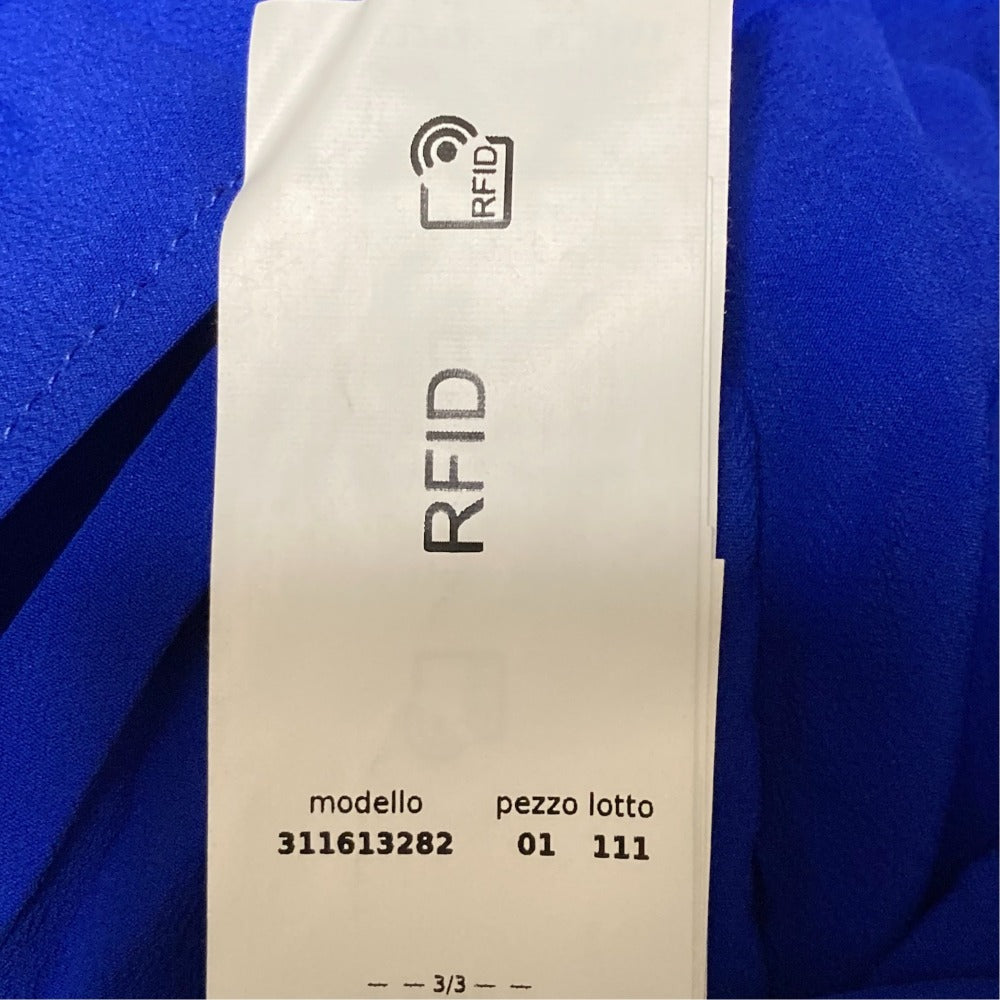 RFID
RFID
modello pezzo lotto
311613282 01 111
— — 3/3 — —